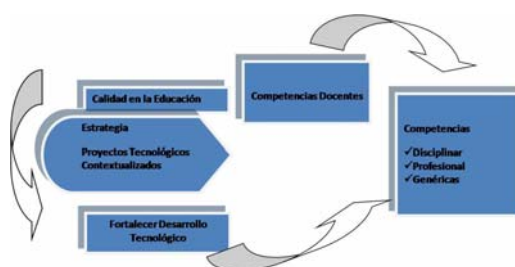 Calidad en la Educación
Competencias Docentes
Estrategia
Proyectos Tecnológicos
Contextualizados
Competencias
✓Disciplinar
✓Profesional
✓Genéricas
Fortalecer Desarrollo
Tecnológico